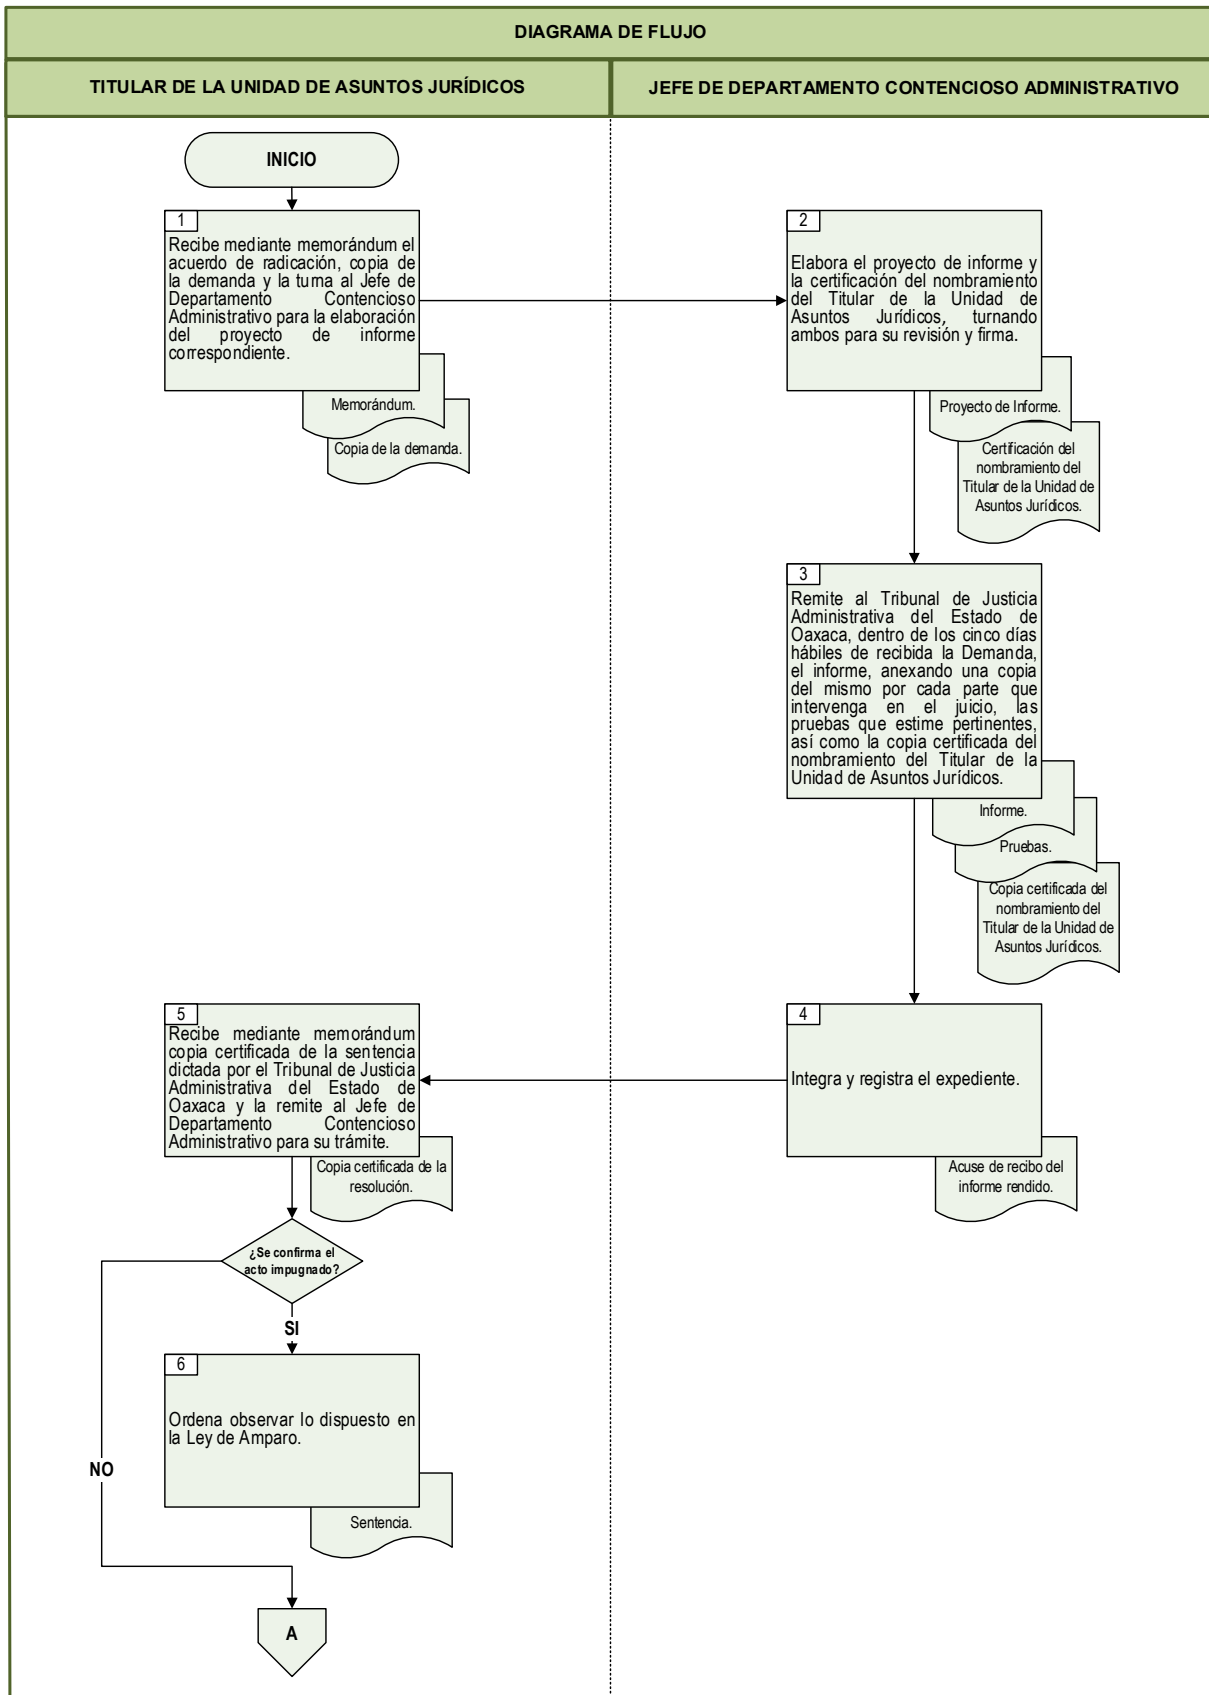 DIAGRAMA DE FLUJO
TITULAR DE LA UNIDAD DE ASUNTOS JURÍDICOS
JEFE DE DEPARTAMENTO CONTENCIOSO ADMINISTRATIVO
INICIO
1
Recibe mediante memorándum el
acuerdo de radicación, copia de
la demanda y la turna al Jefe de
Departamento Contencioso
Administrativo para la elaboración
del proyecto de informe
correspondiente.
Memorándum.
Copia de la demanda.
2
Elabora el proyecto de informe y
la certificación del nombramiento
del Titular de la Unidad de
Asuntos Jurídicos, turnando
ambos para su revisión y firma.
Proyecto de Informe.
Certificación del
nombramiento del
Titular de la Unidad de
Asuntos Jurídicos.
3
Remite al Tribunal de Justicia
Administrativa del Estado de
Oaxaca, dentro de los cinco días
hábiles de recibida la Demanda,
el informe, anexando una copia
del mismo por cada parte que
intervenga en el juicio, las
pruebas que estime pertinentes,
así como la copia certificada del
nombramiento del Titular de la
Unidad de Asuntos Jurídicos.
Informe.
Pruebas.
Copia certificada del
nombramiento del
Titular de la Unidad de
Asuntos Jurídicos.
4
Integra y registra el expediente.
Acuse de recibo del
informe rendido.
5
Recibe mediante memorándum
copia certificada de la sentencia
dictada por el Tribunal de Justicia
Administrativa del Estado de
Oaxaca y la remite al Jefe de
Departamento Contencioso
Administrativo para su trámite.
Copia certificada de la
resolución.
¿Se confirma el
acto impugnado?
SI
6
Ordena observar lo dispuesto en
la Ley de Amparo.
Sentencia.
NO
A